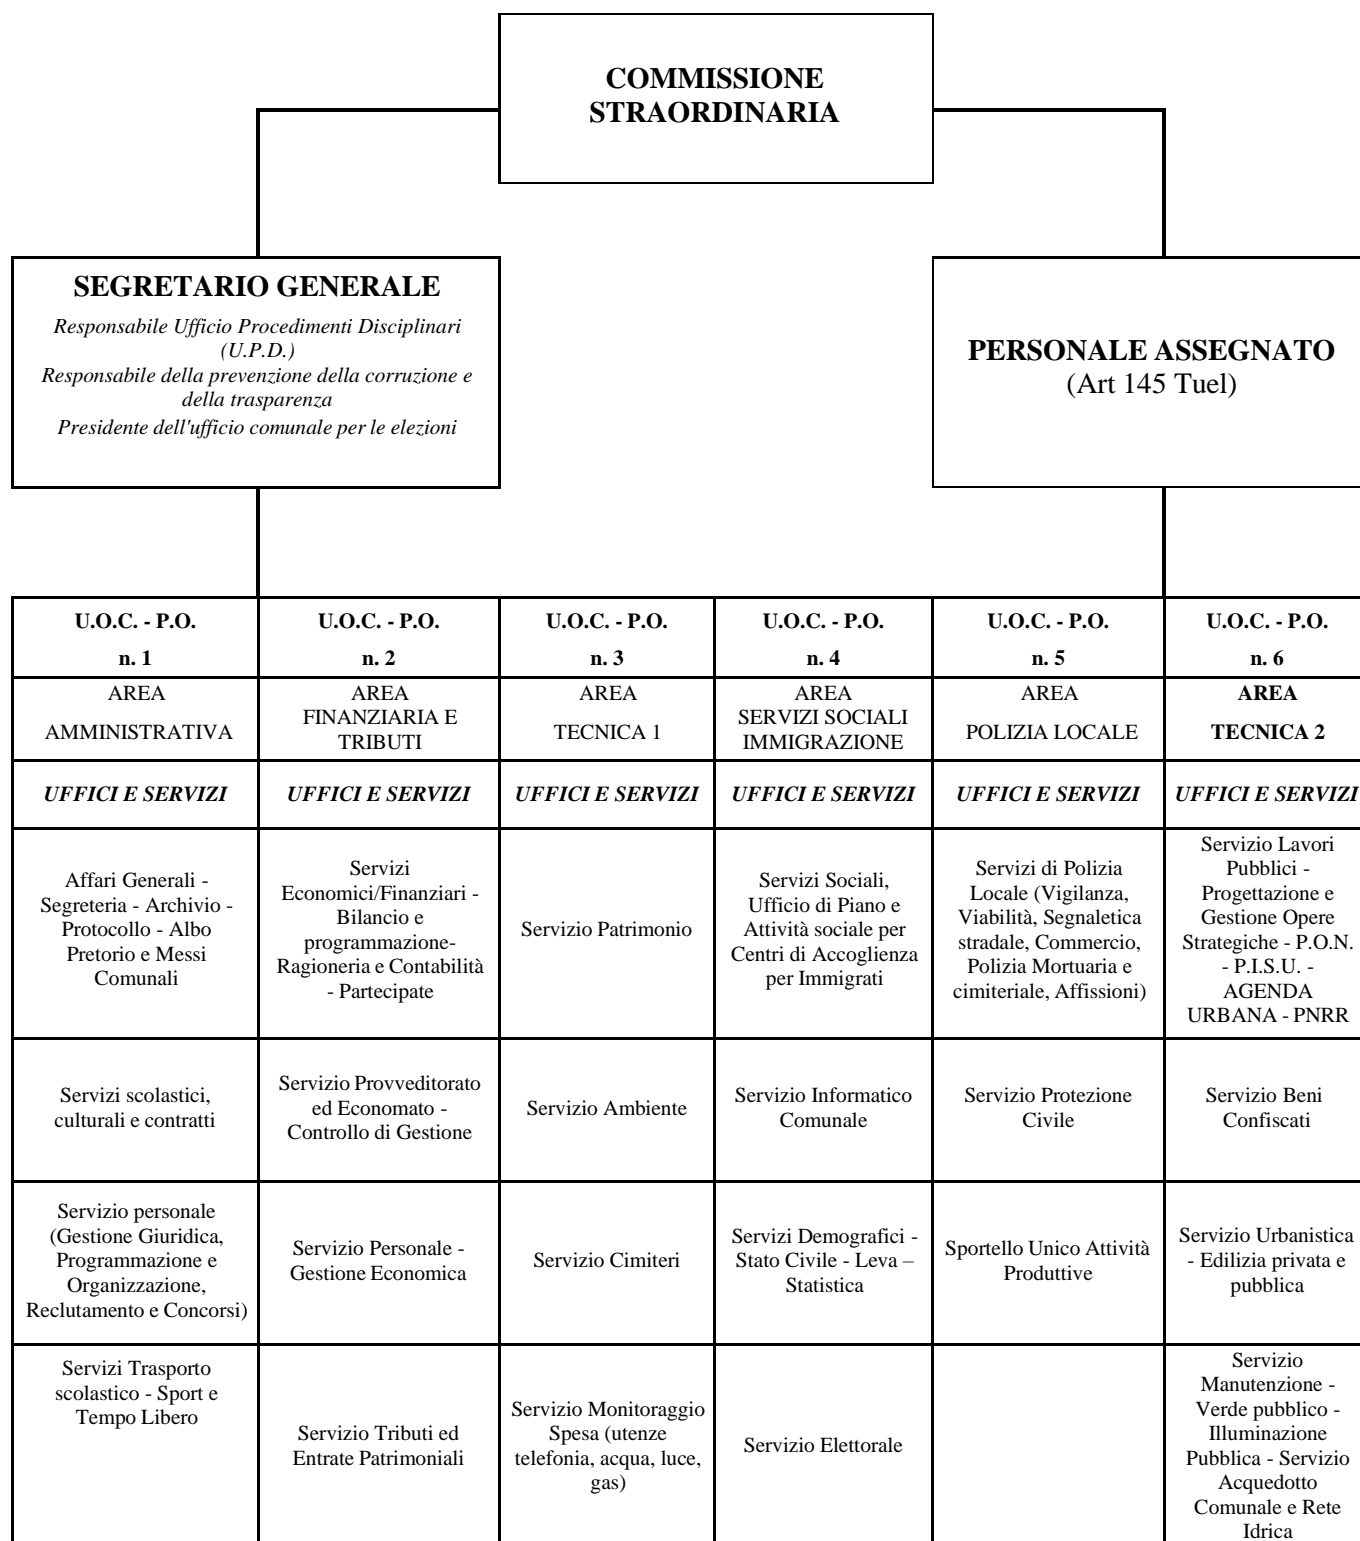 COMMISSIONE
STRAORDINARIA
SEGRETARIO GENERALE
Responsabile Ufficio Procedimenti Disciplinari
(U.P.D.)
Responsabile della prevenzione della corruzione e
della trasparenza
Presidente dell'ufficio comunale per le elezioni
PERSONALE ASSEGNATO
(Art 145 Tuel)
U.O.C. - P.O.
n. 1
U.O.C. - P.O.
n. 2
U.O.C. - P.O.
n. 3
U.O.C. - P.O.
n. 4
U.O.C. - P.O.
n. 5
U.O.C. - P.O.
n. 6
AREA
AMMINISTRATIVA
AREA
FINANZIARIA E
TRIBUTI
AREA
TECNICA 1
AREA
SERVIZI SOCIALI
IMMIGRAZIONE
AREA
POLIZIA LOCALE
AREA
TECNICA 2
UFFICI E SERVIZI
UFFICI E SERVIZI
UFFICI E SERVIZI
UFFICI E SERVIZI
UFFICI E SERVIZI
UFFICI E SERVIZI
Affari Generali -
Segreteria - Archivio -
Protocollo - Albo
Pretorio e Messi
Comunali
Servizi
Economici/Finanziari -
Bilancio e
programmazione-
Ragioneria e Contabilità
- Partecipate
Servizio Patrimonio
Servizi Sociali,
Ufficio di Piano e
Attività sociale per
Centri di Accoglienza
per Immigrati
Servizi di Polizia
Locale (Vigilanza,
Viabilità, Segnaletica
stradale, Commercio,
Polizia Mortuaria e
cimiteriale, Affissioni)
Servizio Lavori
Pubblici -
Progettazione e
Gestione Opere
Strategiche - P.O.N.
- P.I.S.U. -
AGENDA
URBANA - PNRR
Servizi scolastici,
culturali e contratti
Servizio Provveditorato
ed Economato -
Controllo di Gestione
Servizio Ambiente
Servizio Informatico
Comunale
Servizio Protezione
Civile
Servizio Beni
Confiscati
Servizio personale
(Gestione Giuridica,
Programmazione e
Organizzazione,
Reclutamento e Concorsi)
Servizio Personale -
Gestione Economica
Servizio Cimiteri
Servizi Demografici -
Stato Civile - Leva –
Statistica
Sportello Unico Attività
Produttive
Servizio Urbanistica
- Edilizia privata e
pubblica
Servizi Trasporto
scolastico - Sport e
Tempo Libero
Servizio Tributi ed
Entrate Patrimoniali
Servizio Monitoraggio
Spesa (utenze
telefonia, acqua, luce,
gas)
Servizio Elettorale
Servizio
Manutenzione -
Verde pubblico -
Illuminazione
Pubblica - Servizio
Acquedotto
Comunale e Rete
Idrica